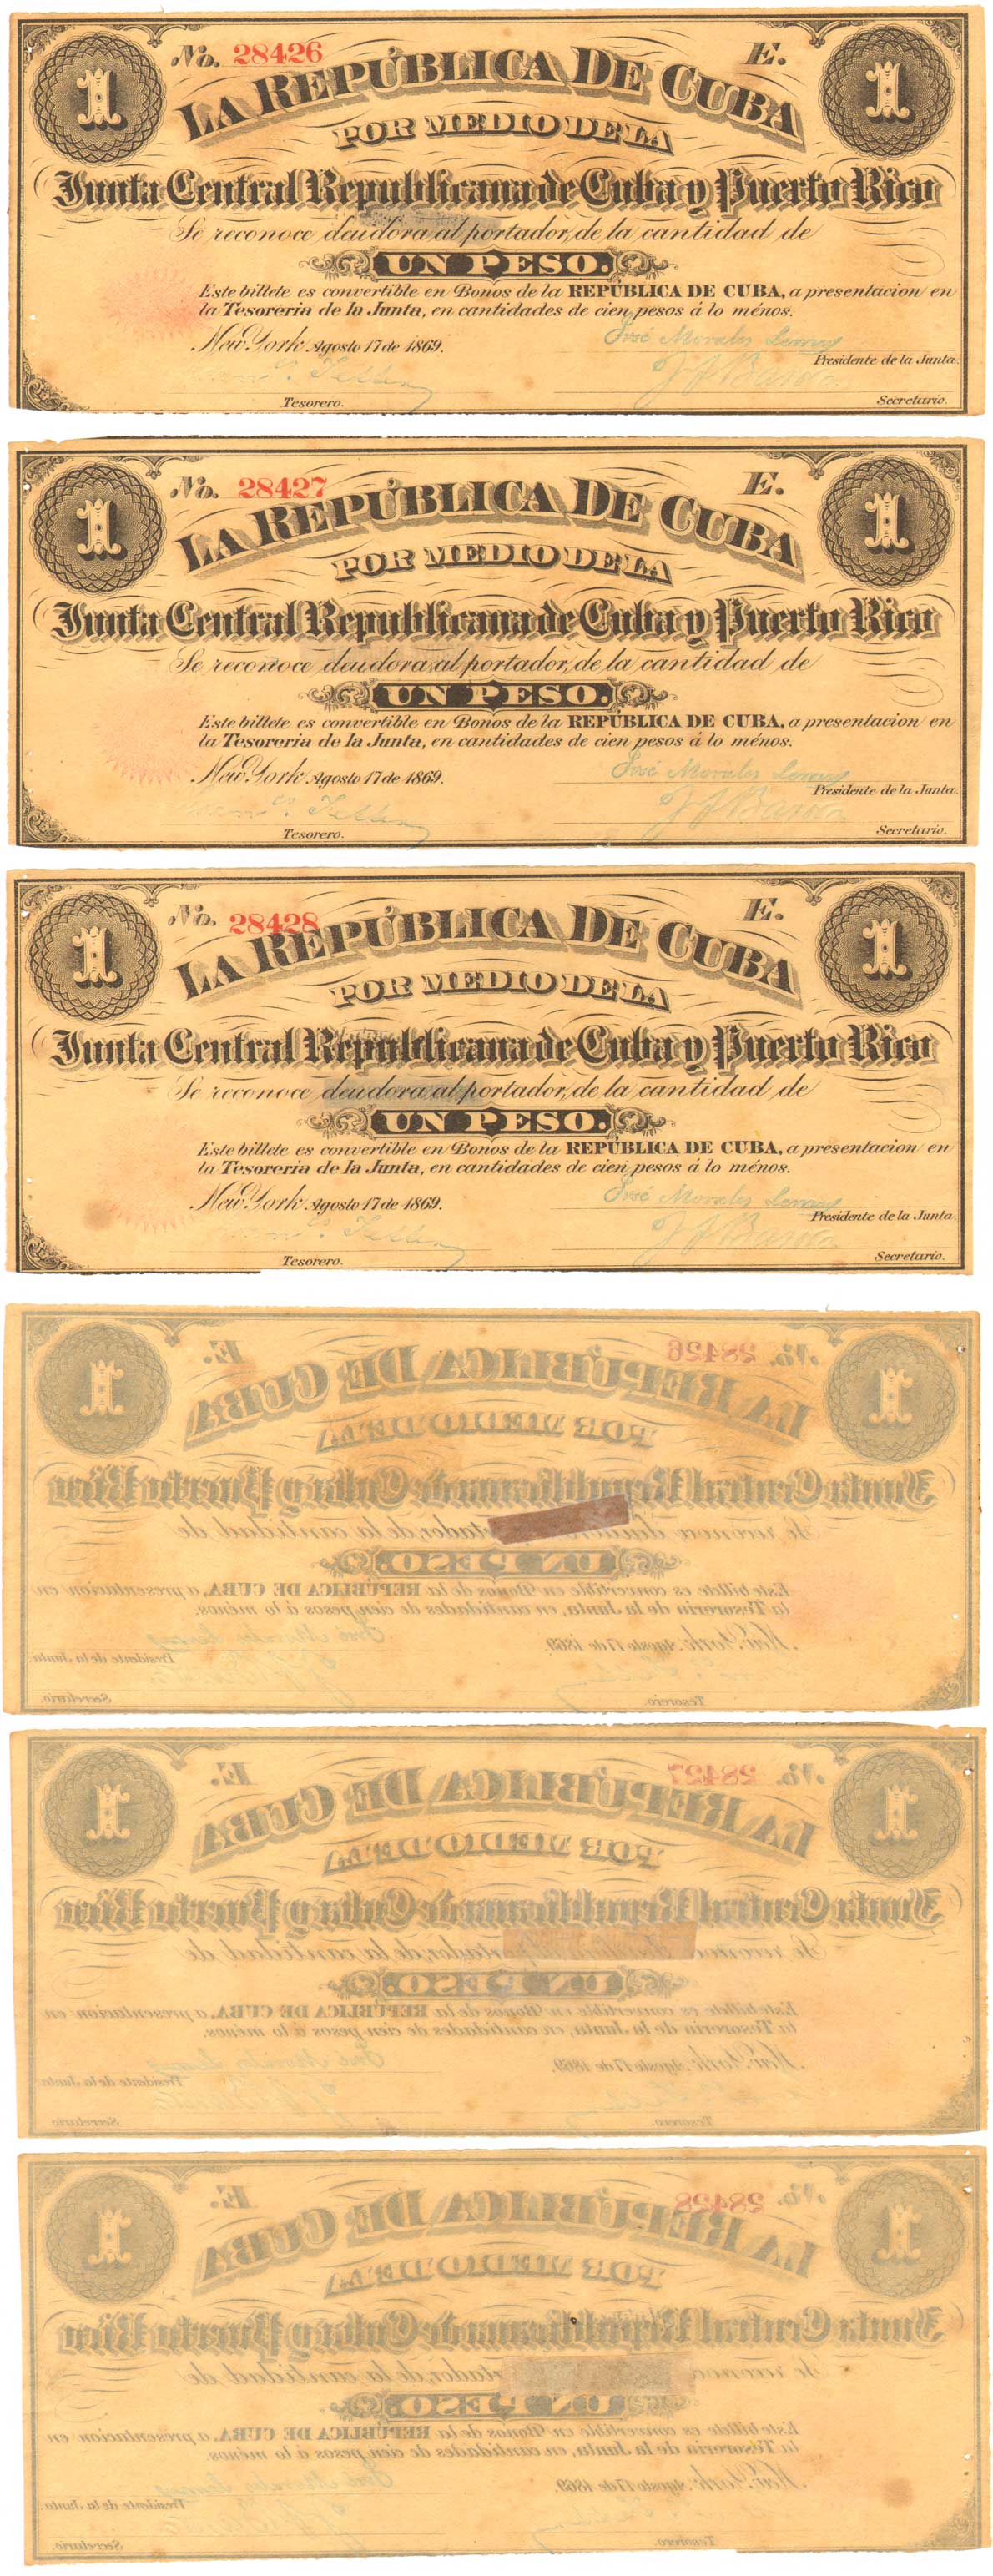 1 No. 28426 E. 1
LA REPÚBLICA DE CUBA
POR MEDIO DE LA
Junta Central Republicana de Cuba y Puerto Rico
Se reconoce deudora al portador, de la cantidad de
UN PESO.
Este billete es convertible en Bonos de la REPÚBLICA DE CUBA, a presentacion en
la Tesoreria de la Junta, en cantidades de cien pesos á lo ménos.
New York Agosto 17 de 1869. José Morales Lemus
Presidente de la Junta.
Tesorero. Secretario.
1 No. 28427 E. 1
LA REPÚBLICA DE CUBA
POR MEDIO DE LA
Junta Central Republicana de Cuba y Puerto Rico
Se reconoce deudora al portador, de la cantidad de
UN PESO.
Este billete es convertible en Bonos de la REPÚBLICA DE CUBA, a presentacion en
la Tesoreria de la Junta, en cantidades de cien pesos á lo ménos.
New York Agosto 17 de 1869. José Morales Lemus
Presidente de la Junta.
Tesorero. Secretario.
1 No. 28428 E. 1
LA REPÚBLICA DE CUBA
POR MEDIO DE LA
Junta Central Republicana de Cuba y Puerto Rico
Se reconoce deudora al portador, de la cantidad de
UN PESO.
Este billete es convertible en Bonos de la REPÚBLICA DE CUBA, a presentacion en
la Tesoreria de la Junta, en cantidades de cien pesos á lo ménos.
New York Agosto 17 de 1869. José Morales Lemus
Presidente de la Junta.
Tesorero. Secretario.